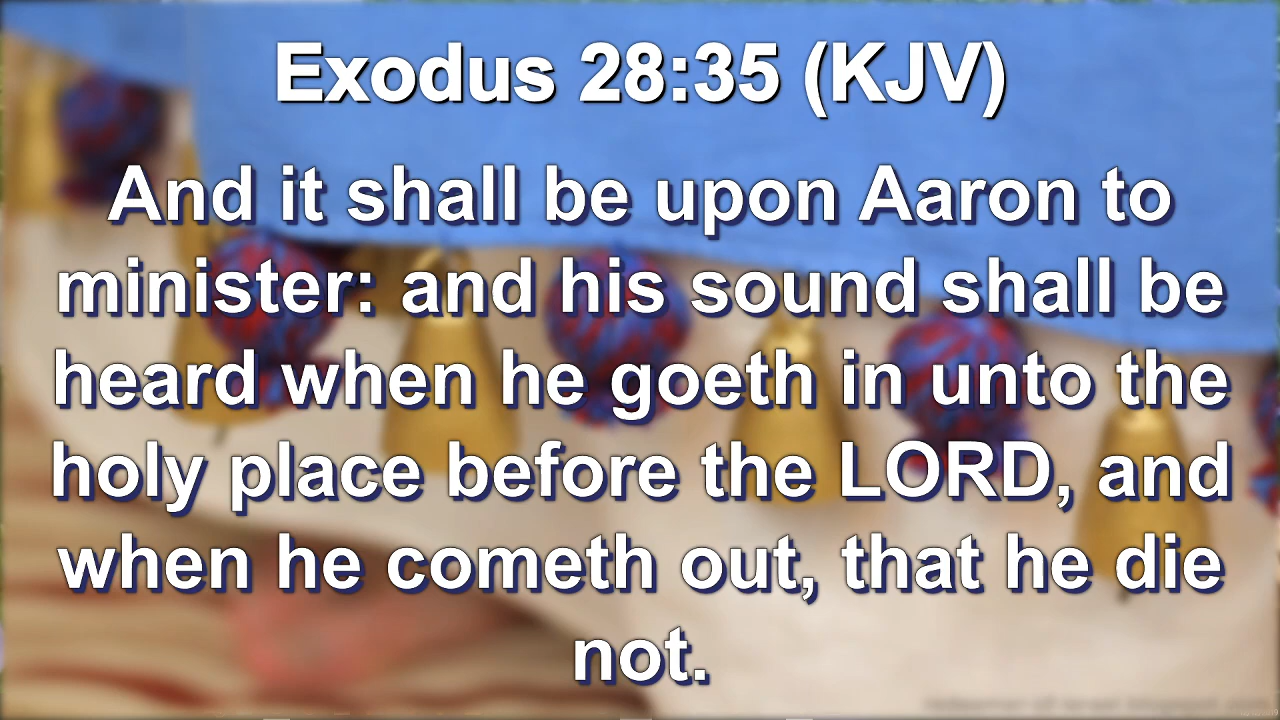 Exodus 28:35 (KJV)
And it shall be upon Aaron to
minister: and his sound shall be
heard when he goeth in unto the
holy place before the LORD, and
when he cometh out, that he die
not.